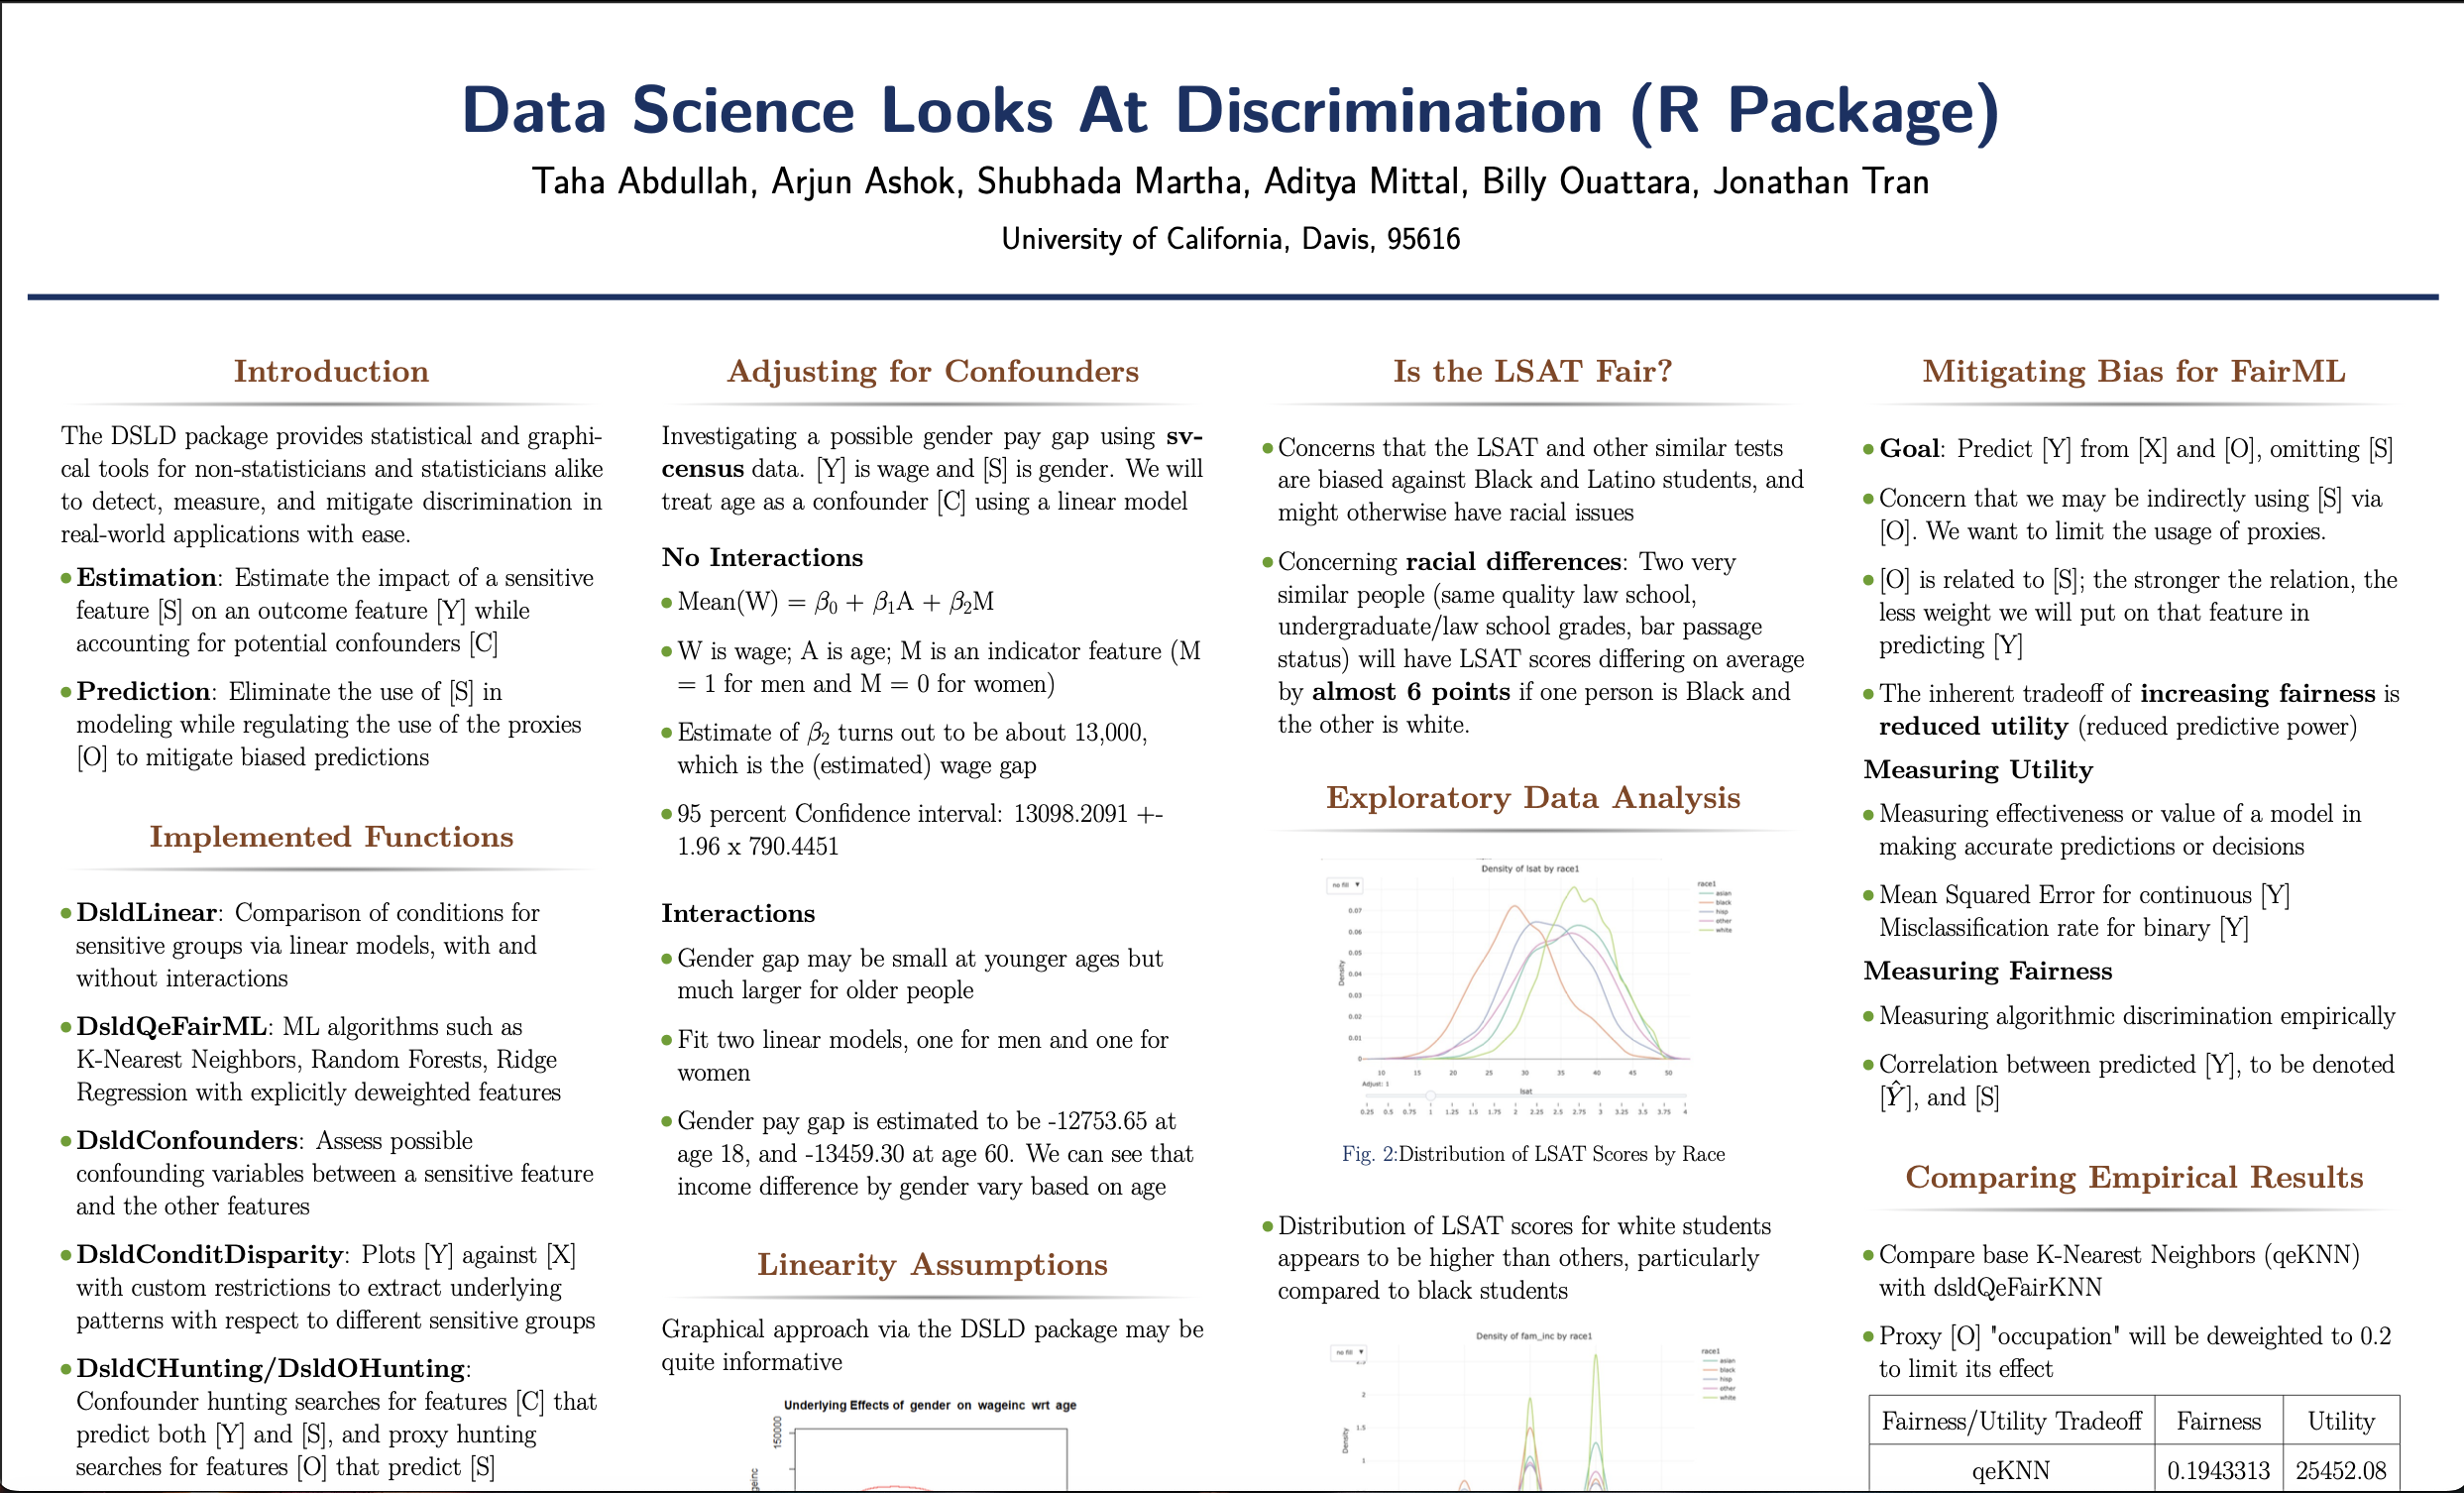 Data Science Looks At Discrimination (R Package)
Taha Abdullah, Arjun Ashok, Shubhada Martha, Aditya Mittal, Billy Ouattara, Jonathan Tran
University of California, Davis, 95616
Introduction
The DSLD package provides statistical and graphi-
cal tools for non-statisticians and statisticians alike
to detect, measure, and mitigate discrimination in
real-world applications with ease.
•Estimation: Estimate the impact of a sensitive
feature [S] on an outcome feature [Y] while
accounting for potential confounders [C]
•Prediction: Eliminate the use of [S] in
modeling while regulating the use of the proxies
[O] to mitigate biased predictions
Implemented Functions
•DsldLinear: Comparison of conditions for
sensitive groups via linear models, with and
without interactions
•DsldQeFairML: ML algorithms such as
K-Nearest Neighbors, Random Forests, Ridge
Regression with explicitly deweighted features
•DsldConfounders: Assess possible
confounding variables between a sensitive feature
and the other features
•DsldConditDisparity: Plots [Y] against [X]
with custom restrictions to extract underlying
patterns with respect to different sensitive groups
•DsldCHunting/DsldOHunting:
Confounder hunting searches for features [C] that
predict both [Y] and [S], and proxy hunting
searches for features [O] that predict [S]
Adjusting for Confounders
Investigating a possible gender pay gap using sv-
census data. [Y] is wage and [S] is gender. We will
treat age as a confounder [C] using a linear model
No Interactions
•Mean(W) = β₀ + β₁A + β₂M
•W is wage; A is age; M is an indicator feature (M
= 1 for men and M = 0 for women)
•Estimate of β₂ turns out to be about 13,000,
which is the (estimated) wage gap
•95 percent Confidence interval: 13098.2091 +-
1.96 x 790.4451
Interactions
•Gender gap may be small at younger ages but
much larger for older people
•Fit two linear models, one for men and one for
women
•Gender pay gap is estimated to be -12753.65 at
age 18, and -13459.30 at age 60. We can see that
income difference by gender vary based on age
Linearity Assumptions
Graphical approach via the DSLD package may be
quite informative
Underlying Effects of gender on wageinc wrt age
150000
Is the LSAT Fair?
•Concerns that the LSAT and other similar tests
are biased against Black and Latino students, and
might otherwise have racial issues
•Concerning racial differences: Two very
similar people (same quality law school,
undergraduate/law school grades, bar passage
status) will have LSAT scores differing on average
by almost 6 points if one person is Black and
the other is white.
Exploratory Data Analysis
Density of lsat by race1
no fill ▼
race1
asian
black
hisp
other
white
0.07
0.06
0.05
0.04
0.03
0.02
0.01
0
Density
10 15 20 25 30 35 40 45 50
Adjust: 1
lsat
0.25 0.5 0.75 1 1.25 1.5 1.75 2 2.25 2.5 2.75 3 3.25 3.5 3.75 4
Fig. 2:Distribution of LSAT Scores by Race
•Distribution of LSAT scores for white students
appears to be higher than others, particularly
compared to black students
Density of fam_inc by race1
no fill ▼
race1
asian
black
hisp
other
white
2
1.5
1
Density
Mitigating Bias for FairML
•Goal: Predict [Y] from [X] and [O], omitting [S]
•Concern that we may be indirectly using [S] via
[O]. We want to limit the usage of proxies.
•[O] is related to [S]; the stronger the relation, the
less weight we will put on that feature in
predicting [Y]
•The inherent tradeoff of increasing fairness is
reduced utility (reduced predictive power)
Measuring Utility
•Measuring effectiveness or value of a model in
making accurate predictions or decisions
•Mean Squared Error for continuous [Y]
Misclassification rate for binary [Y]
Measuring Fairness
•Measuring algorithmic discrimination empirically
•Correlation between predicted [Y], to be denoted
[Ŷ], and [S]
Comparing Empirical Results
•Compare base K-Nearest Neighbors (qeKNN)
with dsldQeFairKNN
•Proxy [O] "occupation" will be deweighted to 0.2
to limit its effect
Fairness/Utility Tradeoff Fairness Utility
qeKNN 0.1943313 25452.08